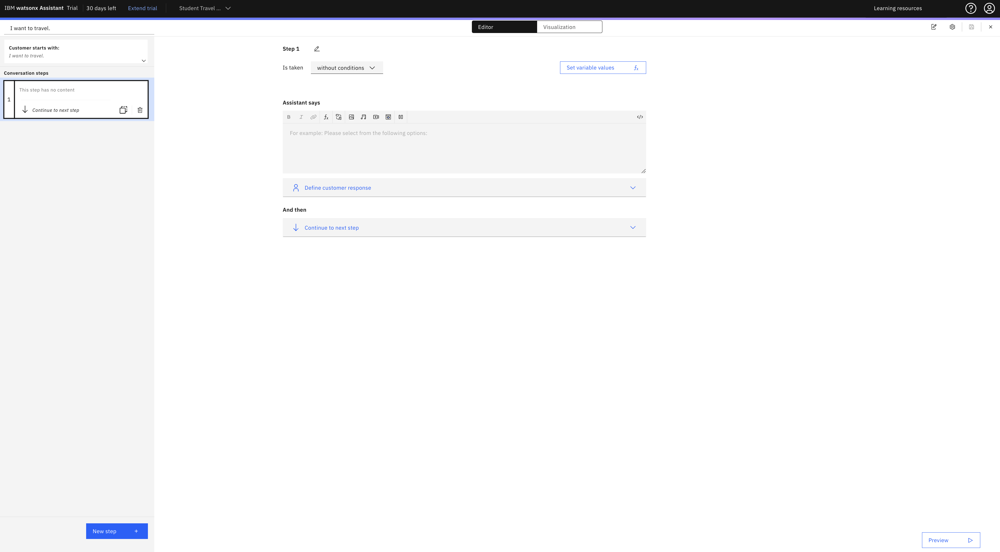 IBM watsonx Assistant Trial 30 days left Extend trial Student Travel ... Learning resources
I want to travel.
Editor Visualization
Customer starts with:
I want to travel.
Conversation steps
1
This step has no content
Continue to next step
New step +
Step 1
Is taken without conditions Set variable values fx
Assistant says
B I fx </>
For example: Please select from the following options:
Define customer response
And then
Continue to next step
Preview